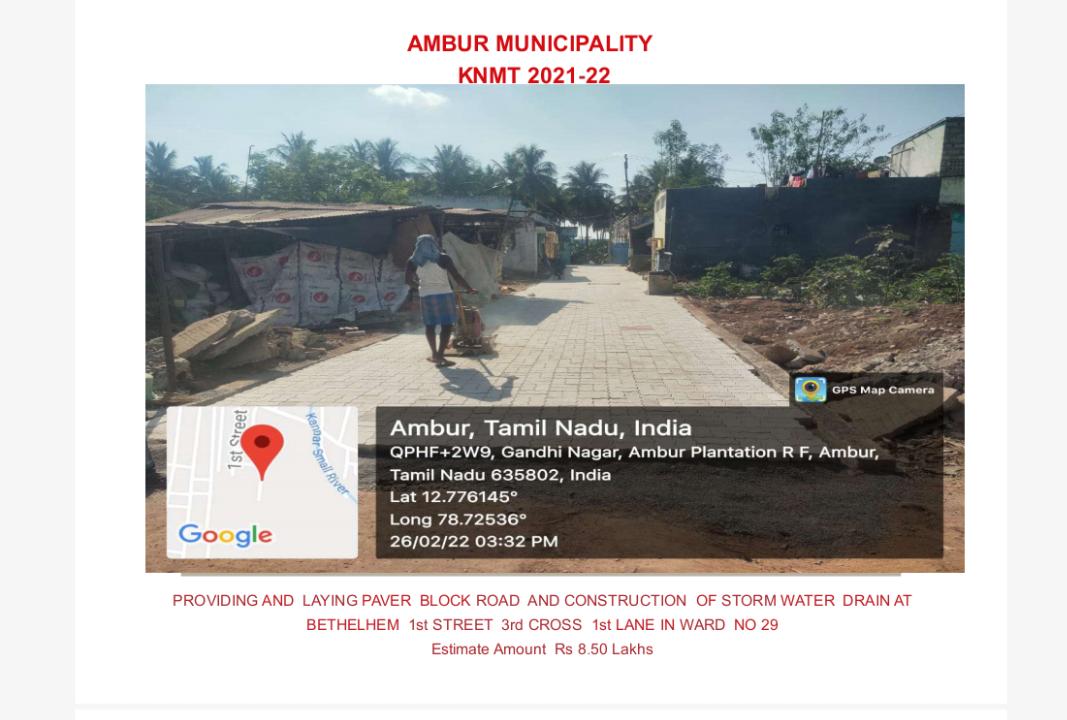 AMBUR MUNICIPALITY
KNMT 2021-22
GPS Map Camera
1st Street
Kannar Small River
Google
Ambur, Tamil Nadu, India
QPHF+2W9, Gandhi Nagar, Ambur Plantation R F, Ambur,
Tamil Nadu 635802, India
Lat 12.776145°
Long 78.72536°
26/02/22 03:32 PM
PROVIDING AND LAYING PAVER BLOCK ROAD AND CONSTRUCTION OF STORM WATER DRAIN AT
BETHELHEM 1st STREET 3rd CROSS 1st LANE IN WARD NO 29
Estimate Amount Rs 8.50 Lakhs